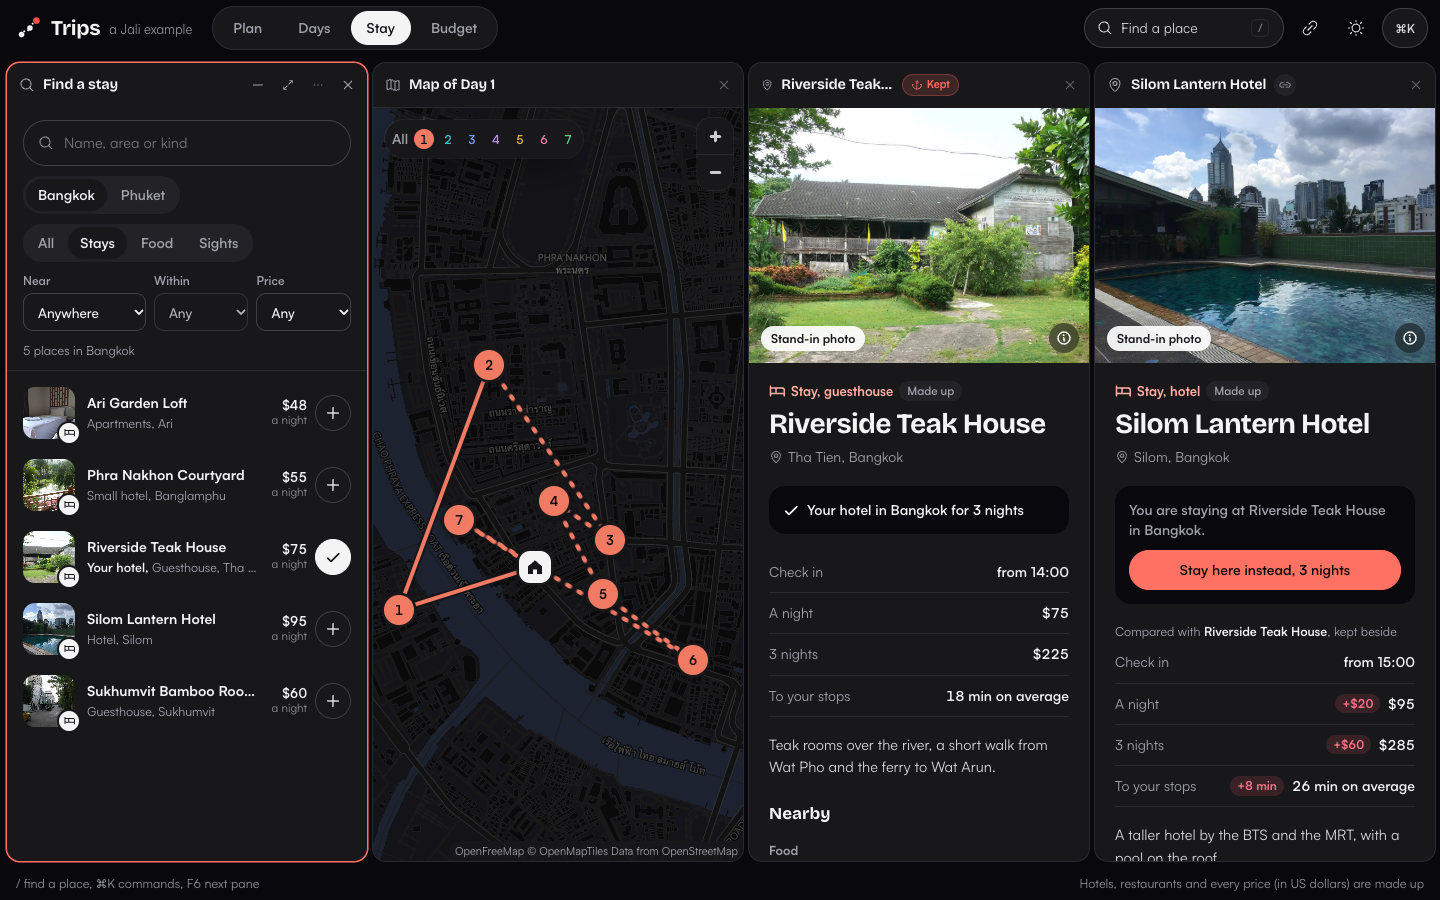 Trips a Jali example
Plan Days Stay Budget
Find a place /
⌘K
Find a stay
Name, area or kind
Bangkok Phuket
All Stays Food Sights
Near Within Price
Anywhere Any Any
5 places in Bangkok
Ari Garden Loft $48
Apartments, Ari a night
Phra Nakhon Courtyard $55
Small hotel, Banglamphu a night
Riverside Teak House $75
Your hotel, Guesthouse, Tha ... a night
Silom Lantern Hotel $95
Hotel, Silom a night
Sukhumvit Bamboo Roo... $60
Guesthouse, Sukhumvit a night
Map of Day 1
All 1 2 3 4 5 6 7
+
−
PHRA NAKHON
พระนคร
2
4
7
3
5
1
6
OpenFreeMap © OpenMapTiles Data from OpenStreetMap
Riverside Teak... Kept
Stand-in photo
Stay, guesthouse Made up
Riverside Teak House
Tha Tien, Bangkok
Your hotel in Bangkok for 3 nights
Check in from 14:00
A night $75
3 nights $225
To your stops 18 min on average
Teak rooms over the river, a short walk from
Wat Pho and the ferry to Wat Arun.
Nearby
Food
Silom Lantern Hotel
Stand-in photo
Stay, hotel Made up
Silom Lantern Hotel
Silom, Bangkok
You are staying at Riverside Teak House
in Bangkok.
Stay here instead, 3 nights
Compared with Riverside Teak House, kept beside
Check in from 15:00
A night +$20 $95
3 nights +$60 $285
To your stops +8 min 26 min on average
A taller hotel by the BTS and the MRT, with a
pool on the roof
/ find a place, ⌘K commands, F6 next pane
Hotels, restaurants and every price (in US dollars) are made up